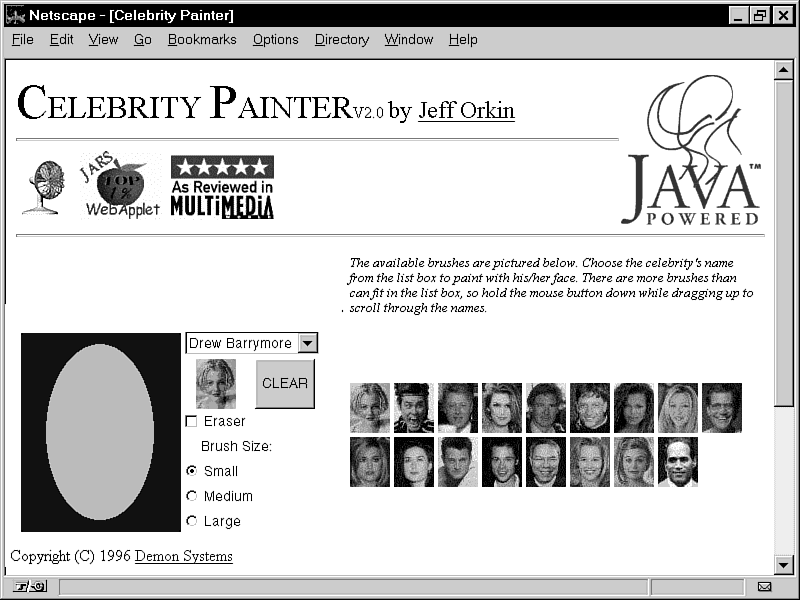 Netscape - [Celebrity Painter]
File Edit View Go Bookmarks Options Directory Window Help
CELEBRITY PAINTERV2.0 by Jeff Orkin
JARS
TOP
1%
WebApplet
As Reviewed in
MULTiMEDiA
JAVA™
POWERED
The available brushes are pictured below. Choose the celebrity's name
from the list box to paint with his/her face. There are more brushes than
can fit in the list box, so hold the mouse button down while dragging up to
. scroll through the names.
Drew Barrymore
CLEAR
Eraser
Brush Size:
Small
Medium
Large
Copyright (C) 1996 Demon Systems